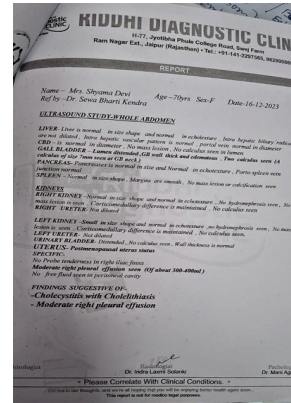 RIDDHI DIAGNOSTIC CLIN
H-77, Jyotibha Phule College Road, Swej Farm
Ram Nagar Ext., Jaipur (Rajasthan) • Tel.: +91-141-2297565,
REPORT
Name - Mrs. Shyama Devi Age -70yrs Sex-F Date-16-12-2023
Ref by -Dr. Sewa Bharti Kendra
ULTRASOUND STUDY-WHOLE ABDOMEN
LIVER- Liver is normal in size shape and normal in echotexture , Intra hepatic biliary radicals
are not dilated , Intra hepatic vascular pattern is normal , portal vein normal in diameter
CBD - is normal in diameter , No mass lesion , No calculus seen in lumen
GALL BLADDER - Lumen distended ,GB wall thick and edematous , Two calculus seen (A
calculus of size 7mm seen at GB neck )
PANCREAS- Pancreatitis is normal in size and Normal in echotexture , Porto spleen vein
junction normal
SPLEEN - Normal in size shape , Margins are smooth , No mass lesion or calcification seen
KIDNEYS
RIGHT KIDNEY - Normal in size shape and normal in echotexture , No hydronephrosis seen , No
mass lesion is seen , Corticomedullary difference is maintained , No calculus seen
RIGHT URETER- Not dilated
LEFT KIDNEY -Small in size shape and normal in echotexture ,no hydronephrosis seen , No mass
lesion is seen , Corticomedullary difference is maintained , No calculus seen.
LEFT URETER- Not dilated
URINARY BLADDER- Distended , No calculus seen , Wall thickness is normal
UTERUS- Postmenopausal uterus status
SPECIFIC-
No Probe tenderness in right iliac fossa
Moderate right pleural effusion seen (Of about 300-400ml )
No free fluid seen in peritoneal cavity
FINDINGS SUGGESTIVE OF-
-Cholecystitis with Cholelithiasis
- Moderate right pleural effusion
Radiologist
Dr. Indra Laxmi Solanki
Dr. Mani
• Please Correlate With Clinical Conditions. •
This report is not for medico legal purposes.